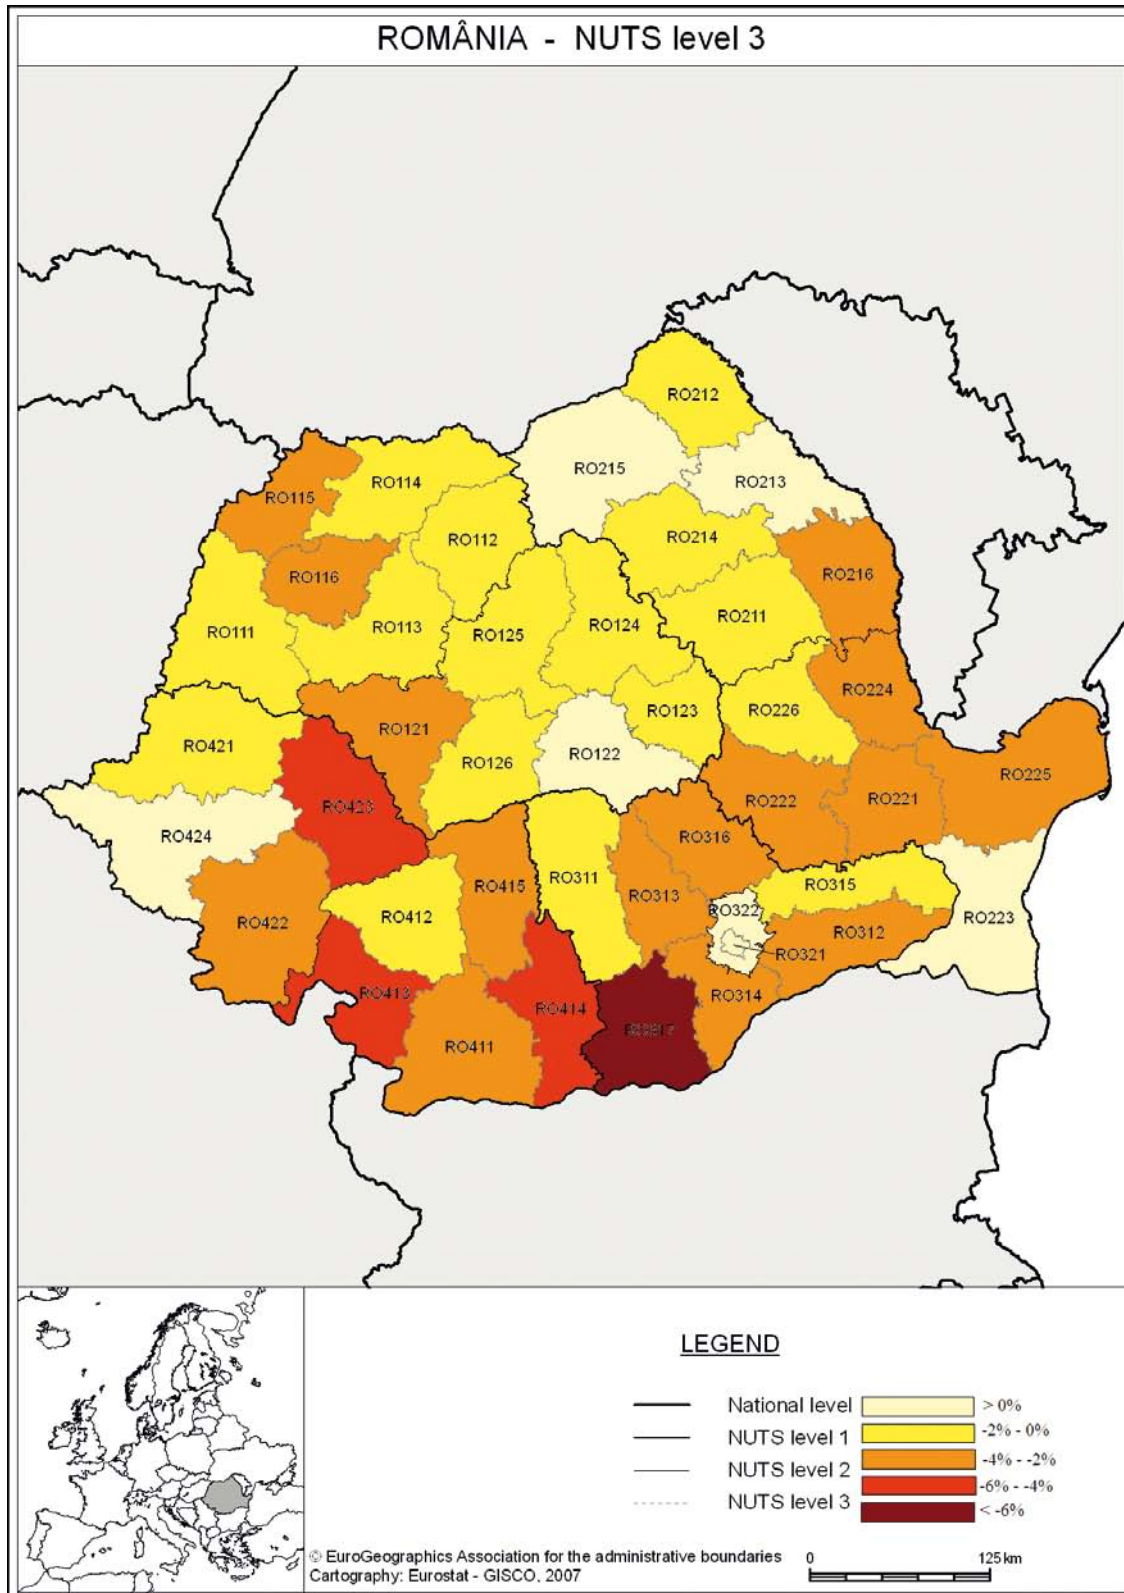 ROMÂNIA - NUTS level 3
RO212
RO215
RO213
RO114
RO115
RO112
RO214
RO116
RO216
RO111
RO113
RO125
RO124
RO211
RO224
RO123
RO226
RO121
RO421
RO122
RO126
RO225
RO423
RO222
RO221
RO424
RO316
RO415
RO311
RO315
RO313
RO322
RO412
RO223
RO422
RO312
RO321
RO413
RO314
RO414
RO411
LEGEND
National level > 0%
NUTS level 1 -2% - 0%
NUTS level 2 -4% - -2%
NUTS level 3 -6% - -4%
< -6%
© EuroGeographics Association for the administrative boundaries
Cartography: Eurostat - GISCO, 2007
0 125 km